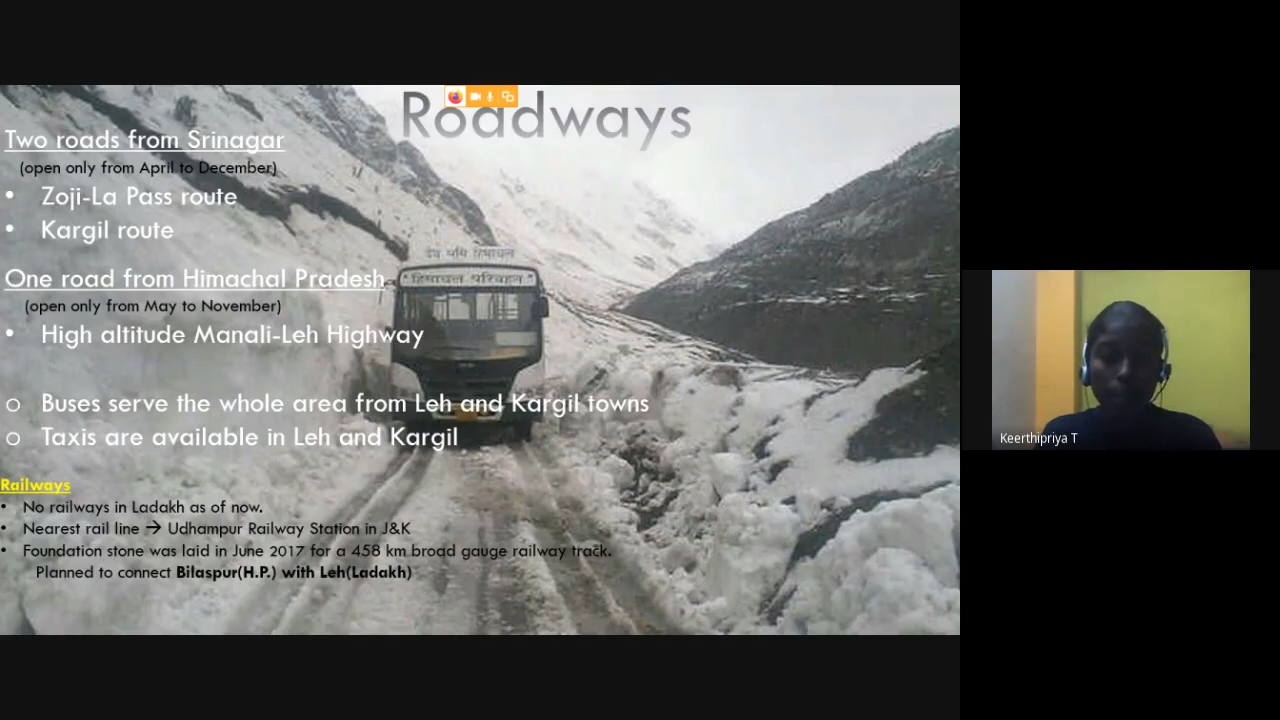 Roadways
Two roads from Srinagar
(open only from April to December)
• Zoji-La Pass route
• Kargil route
One road from Himachal Pradesh
(open only from May to November)
• High altitude Manali-Leh Highway
देव भूमि हिमाचल
हिमाचल परिवहन
o Buses serve the whole area from Leh and Kargil towns
o Taxis are available in Leh and Kargil
Railways
• No railways in Ladakh as of now.
• Nearest rail line → Udhampur Railway Station in J&K
• Foundation stone was laid in June 2017 for a 458 km broad gauge railway track.
Planned to connect Bilaspur(H.P.) with Leh(Ladakh)
Keerthipriya T